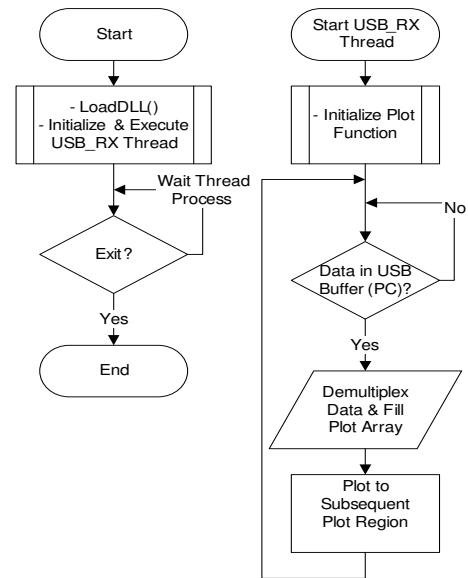 Start
- LoadDLL()
- Initialize & Execute
USB_RX Thread
Wait Thread
Process
Exit?
Yes
End
Start USB_RX
Thread
- Initialize Plot
Function
No
Data in USB
Buffer (PC)?
Yes
Demultiplex
Data & Fill
Plot Array
Plot to
Subsequent
Plot Region